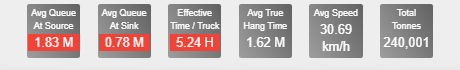 Avg Queue
At Source
1.83 M
Avg Queue
At Sink
0.78 M
Effective
Time / Truck
5.24 H
Avg True
Hang Time
1.62 M
Avg Speed
30.69
km/h
Total
Tonnes
240,001